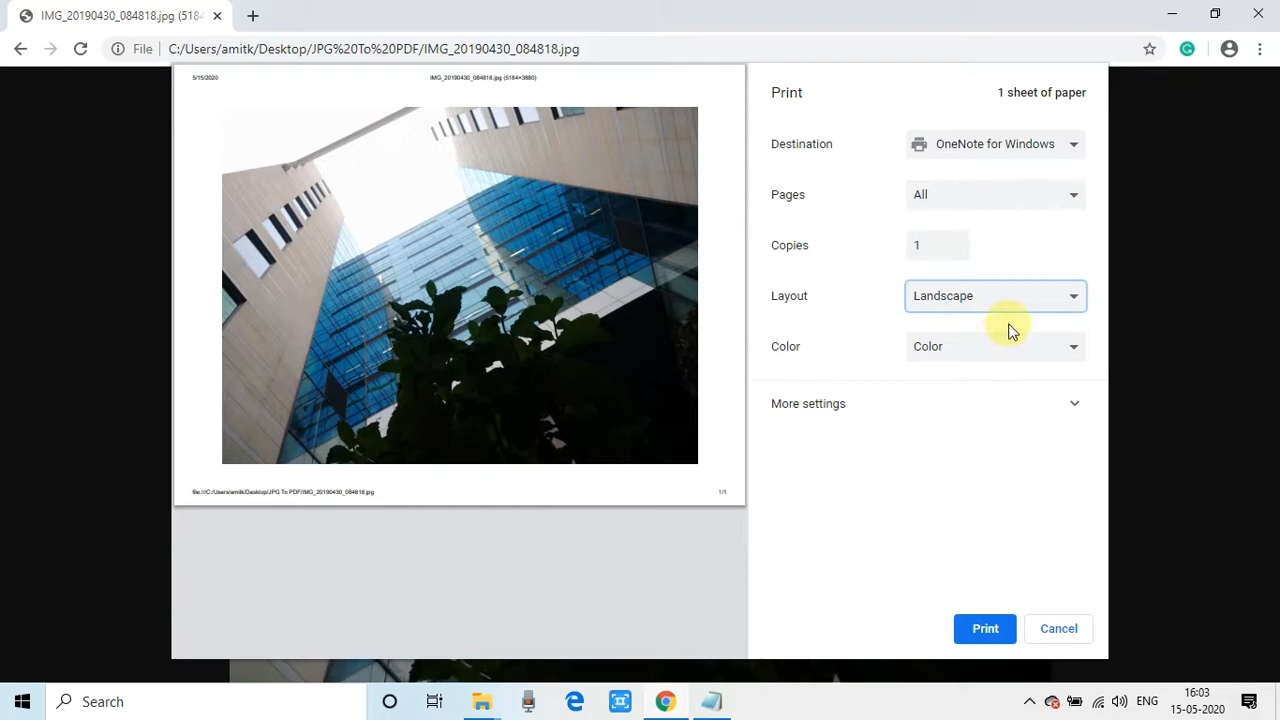 IMG_20190430_084818.jpg (5184
File C:/Users/amitk/Desktop/JPG%20To%20PDF/IMG_20190430_084818.jpg
5/15/2020 IMG_20190430_084818.jpg (5184×3880)
Print 1 sheet of paper
Destination OneNote for Windows
Pages All
Copies 1
Layout Landscape
Color Color
More settings
file:///C:/Users/amitk/Desktop/JPG To PDF/IMG_20190430_084818.jpg 1/1
Print Cancel
Search ENG 16:03
15-05-2020